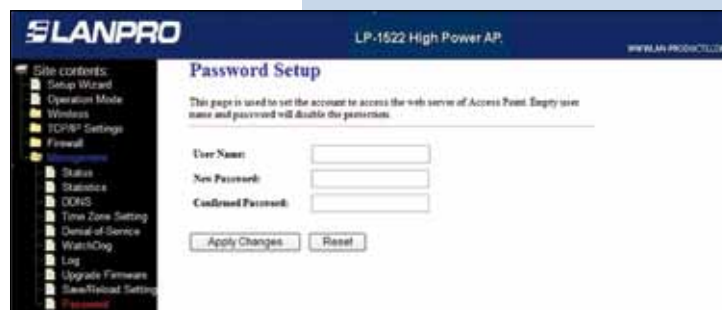 LANPRO
LP-1522 High Power AP.
Site contents:
Setup Wizard
Operation Mode
Wireless
TCP/IP Settings
Firewall
Management
Status
Statistics
DDNS
Time Zone Setting
Denial-of-Service
WatchDog
Log
Upgrade Firmware
Save/Reload Setting
Password
Password Setup
This page is used to set the account to access the web server of Access Point. Empty user
name and password will disable the protection.
User Name:
New Password:
Confirmed Password:
Apply Changes
Reset